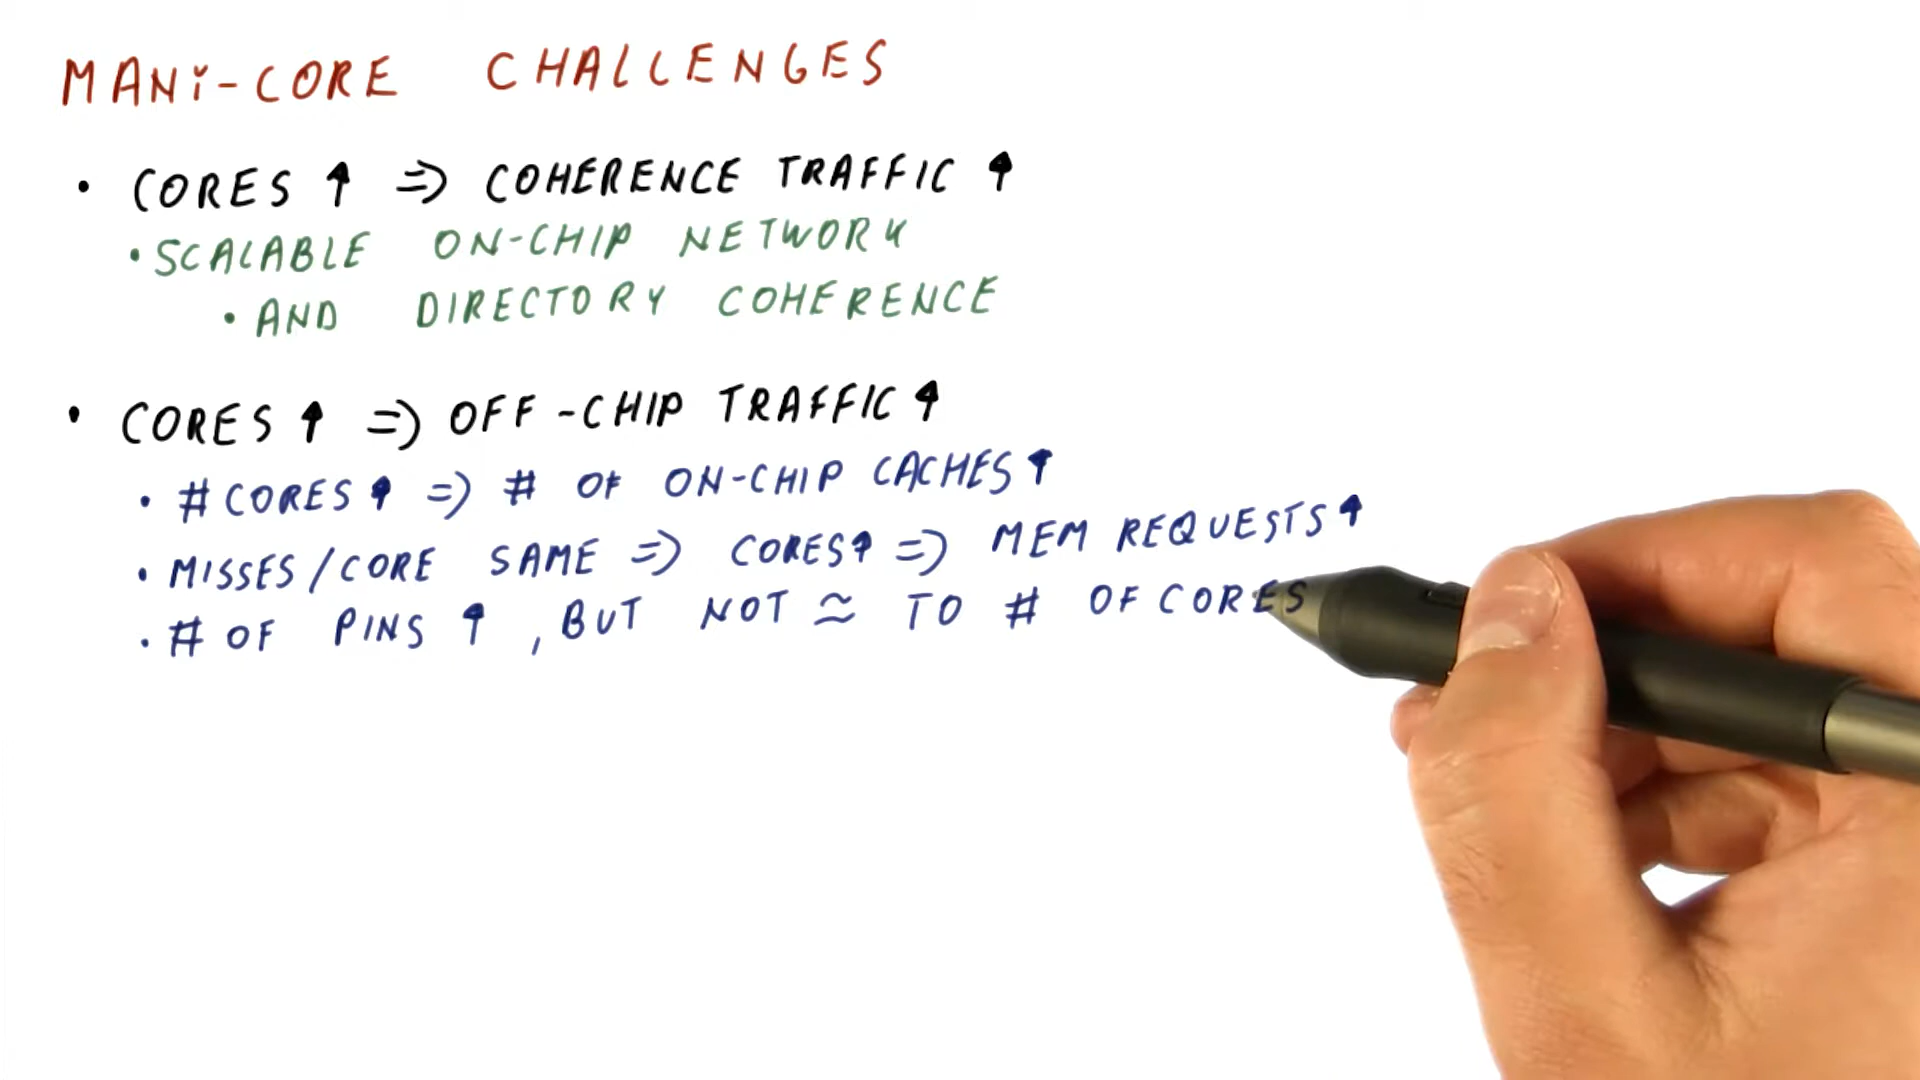 MANY-CORE CHALLENGES
• CORES ↑ => COHERENCE TRAFFIC ↑
• SCALABLE ON-CHIP NETWORK
• AND DIRECTORY COHERENCE
• CORES ↑ => OFF-CHIP TRAFFIC ↑
• # CORES ↑ => # OF ON-CHIP CACHES ↑
• MISSES/CORE SAME => CORES ↑ => MEM REQUESTS ↑
• # OF PINS ↑, BUT NOT ≈ TO # OF CORES